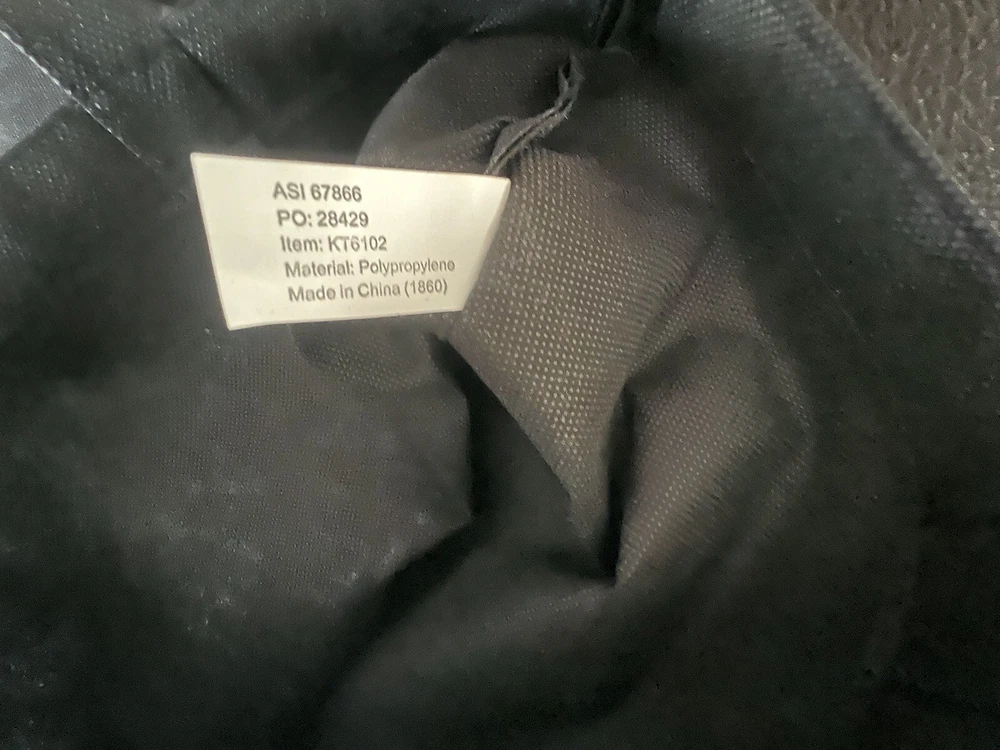 ASI 67866
PO: 28429
Item: KT6102
Material: Polypropylene
Made in China (1860)